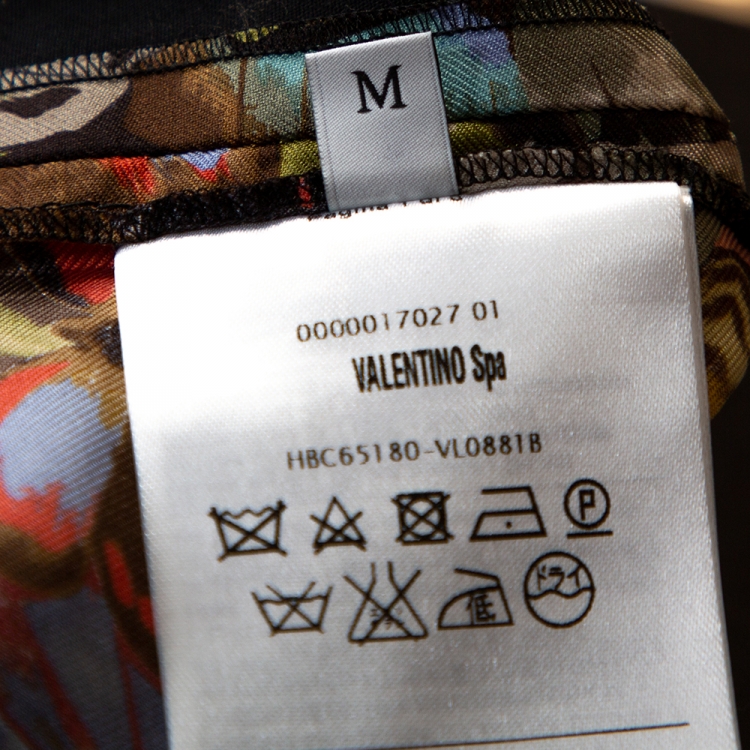 M
0000017027 01
VALENTINO Spa
HBC65180-VL0881B
P
低 ドライ